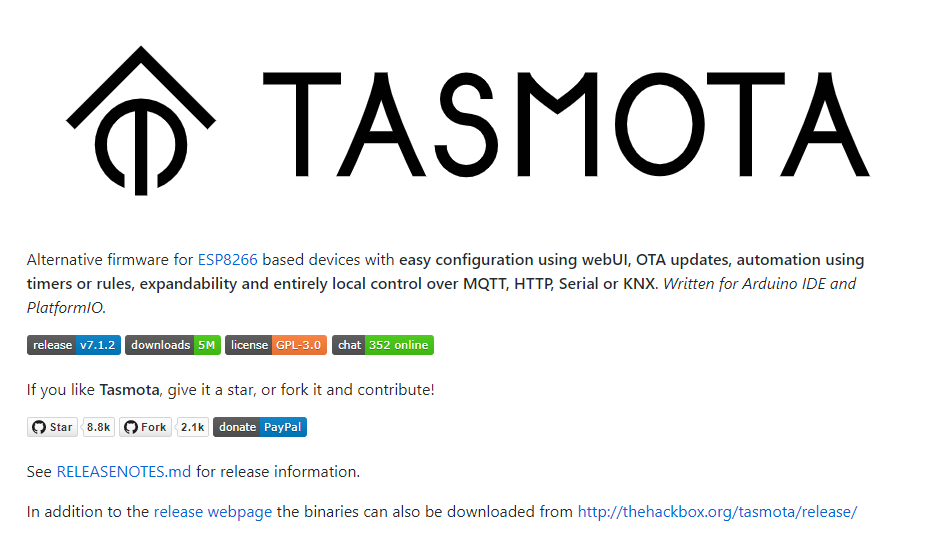 TASMOTA
Alternative firmware for ESP8266 based devices with easy configuration using webUI, OTA updates, automation using
timers or rules, expandability and entirely local control over MQTT, HTTP, Serial or KNX. Written for Arduino IDE and
PlatformIO.
release v7.1.2 downloads 5M license GPL-3.0 chat 352 online
If you like Tasmota, give it a star, or fork it and contribute!
Star 8.8k Fork 2.1k donate PayPal
See RELEASENOTES.md for release information.
In addition to the release webpage the binaries can also be downloaded from http://thehackbox.org/tasmota/release/